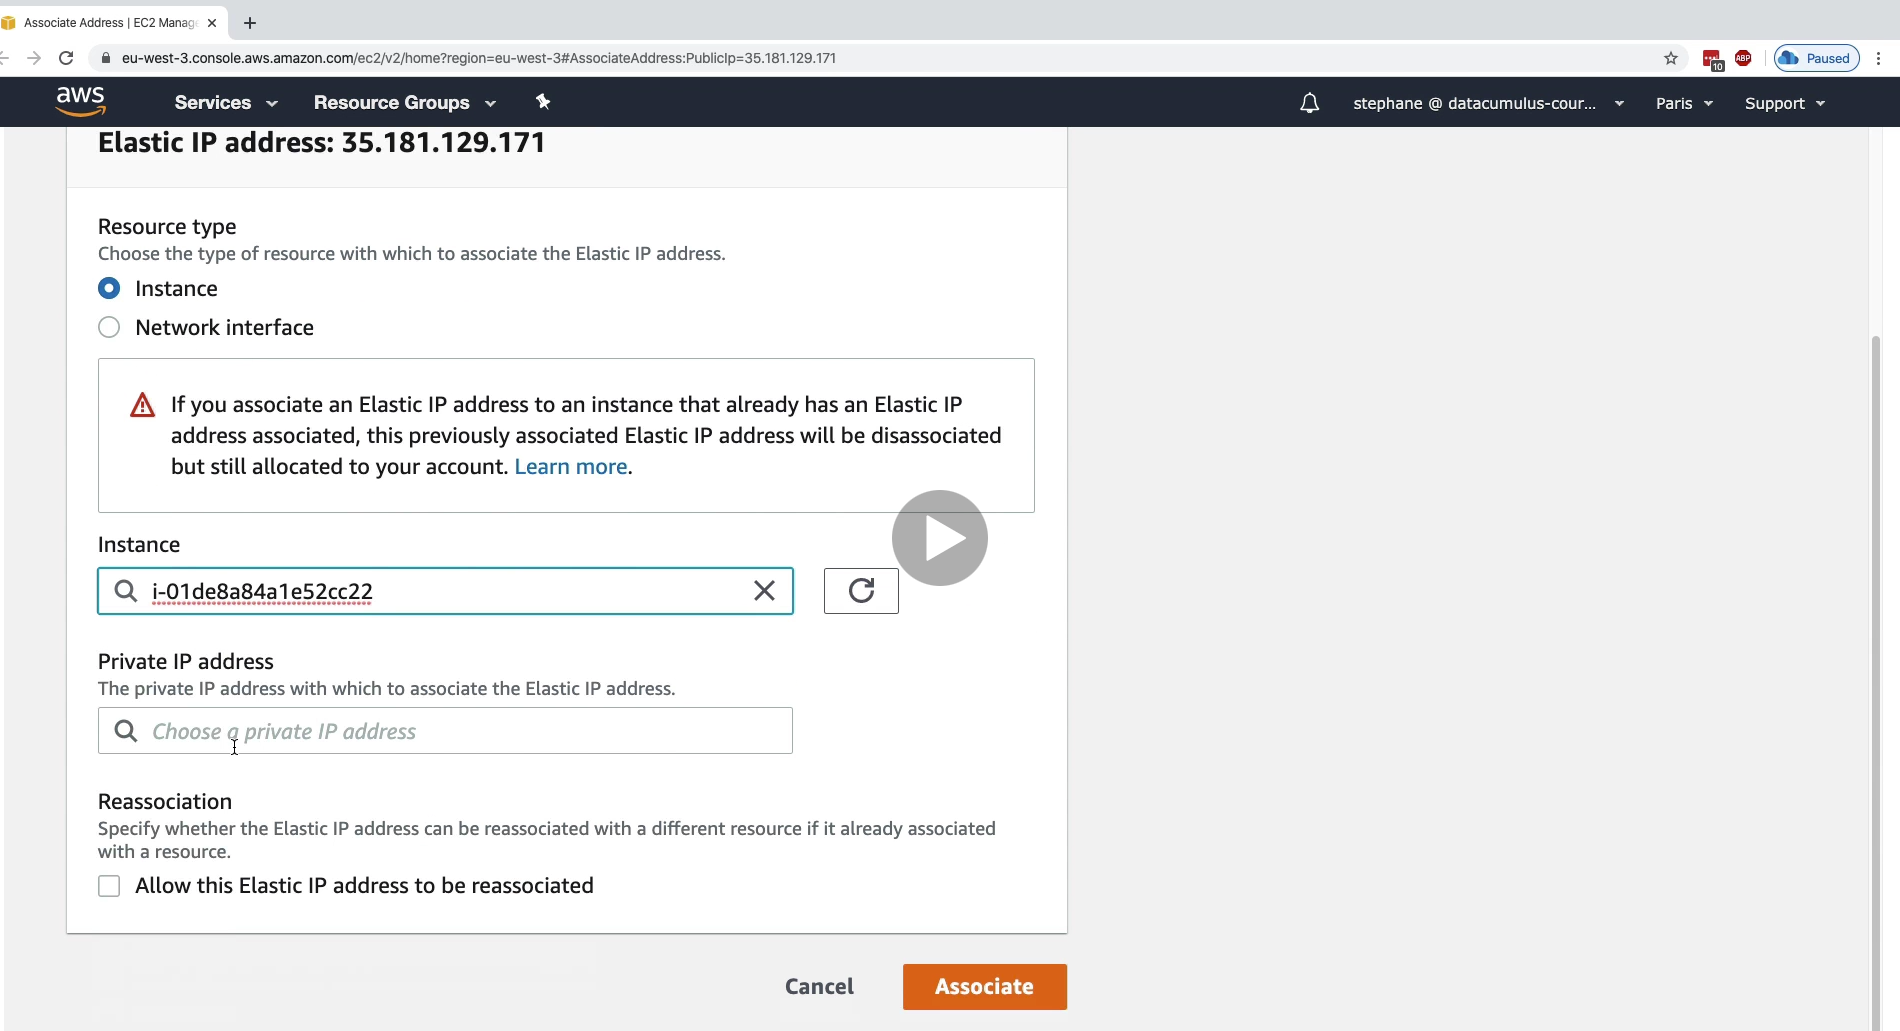 Associate Address | EC2 Manag
eu-west-3.console.aws.amazon.com/ec2/v2/home?region=eu-west-3#AssociateAddress:PublicIp=35.181.129.171
10
ABP
Paused
aws
Services
Resource Groups
stephane @ datacumulus-cour...
Paris
Support
Elastic IP address: 35.181.129.171
Resource type
Choose the type of resource with which to associate the Elastic IP address.
Instance
Network interface
If you associate an Elastic IP address to an instance that already has an Elastic IP
address associated, this previously associated Elastic IP address will be disassociated
but still allocated to your account. Learn more.
Instance
i-01de8a84a1e52cc22
Private IP address
The private IP address with which to associate the Elastic IP address.
Choose a private IP address
Reassociation
Specify whether the Elastic IP address can be reassociated with a different resource if it already associated
with a resource.
Allow this Elastic IP address to be reassociated
Cancel
Associate